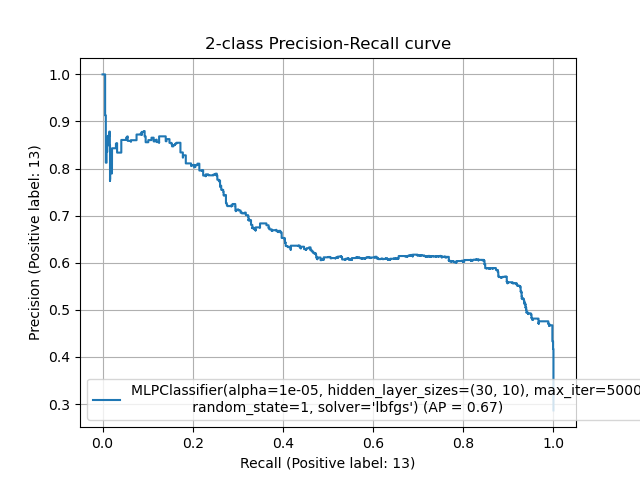 2-class Precision-Recall curve
1.0
0.9
0.8
0.7
0.6
0.5
0.4
0.3
Precision (Positive label: 13)
MLPClassifier(alpha=1e-05, hidden_layer_sizes=(30, 10), max_iter=5000
random_state=1, solver='lbfgs') (AP = 0.67)
0.0 0.2 0.4 0.6 0.8 1.0
Recall (Positive label: 13)